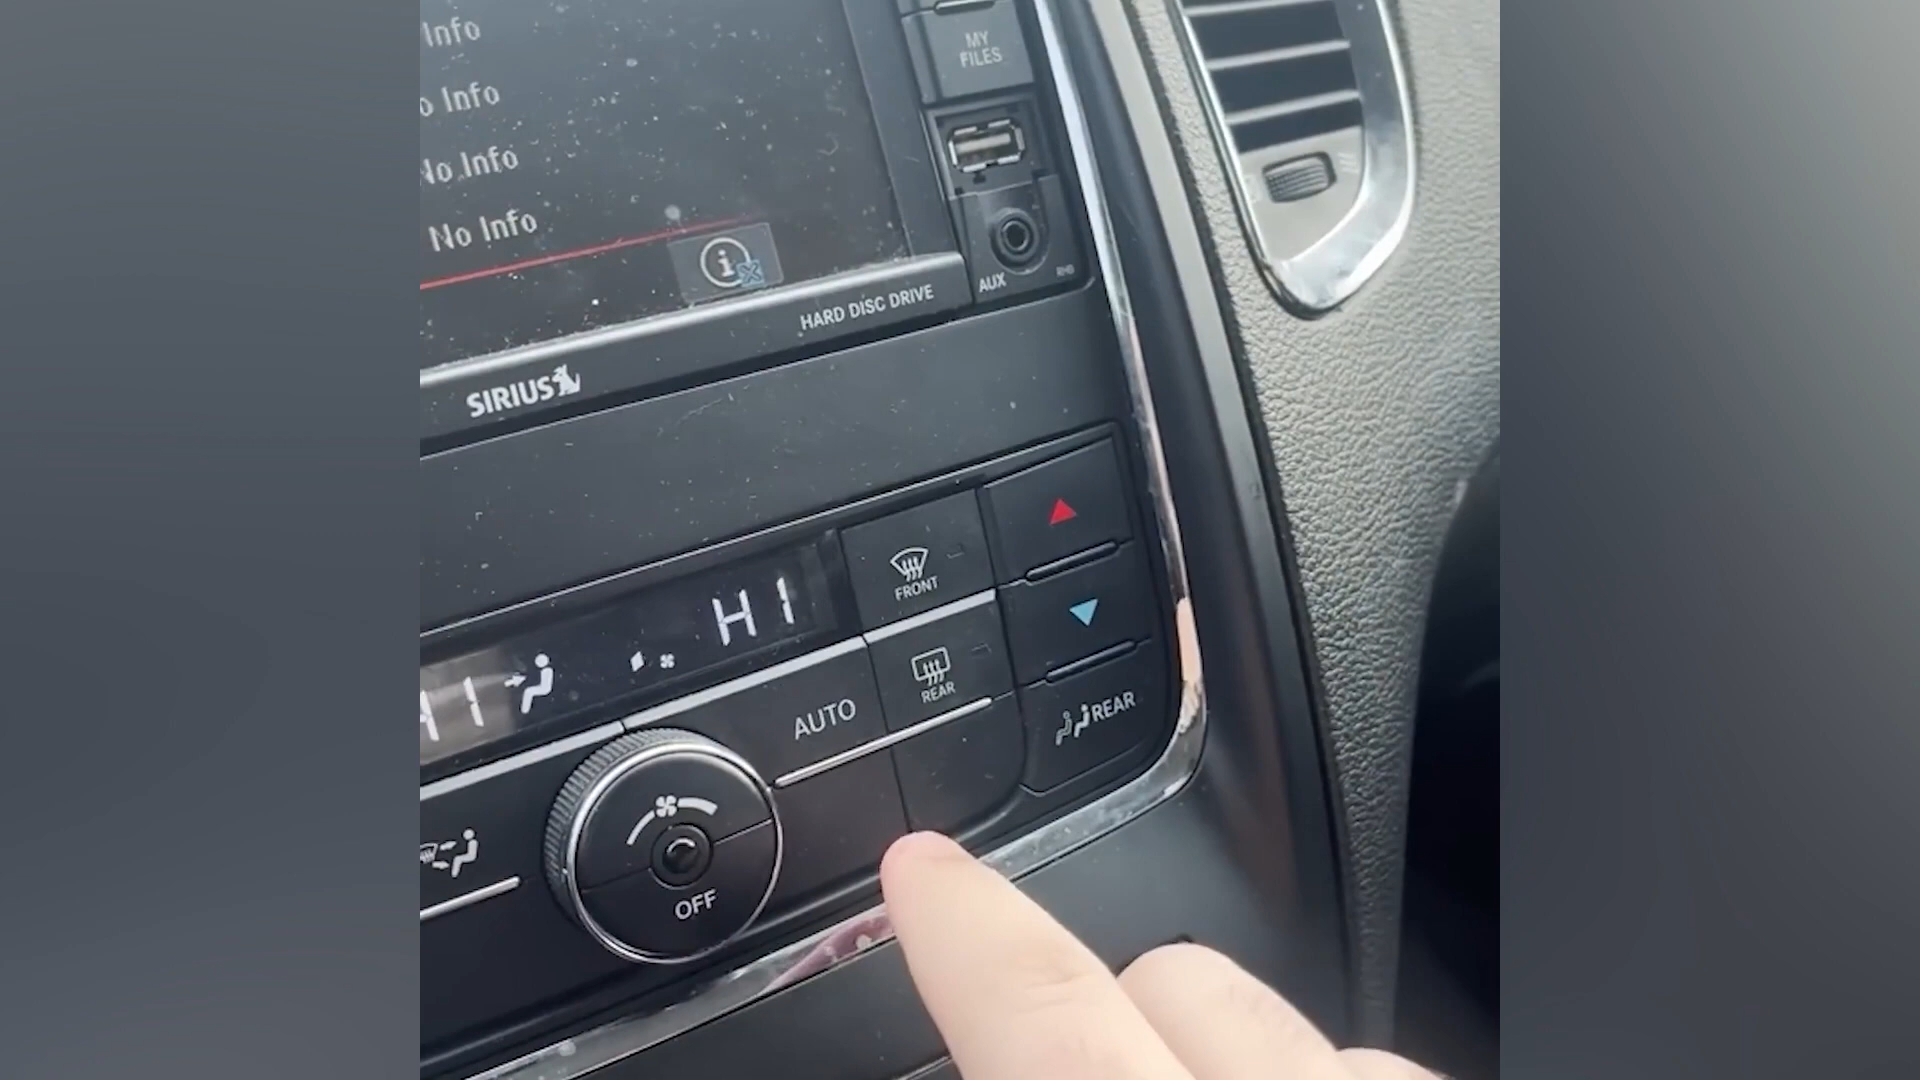 Info
o Info
No Info
No Info
MY
FILES
AUX
HARD DISC DRIVE
SIRIUS
FRONT
HI
REAR
AUTO
REAR
OFF